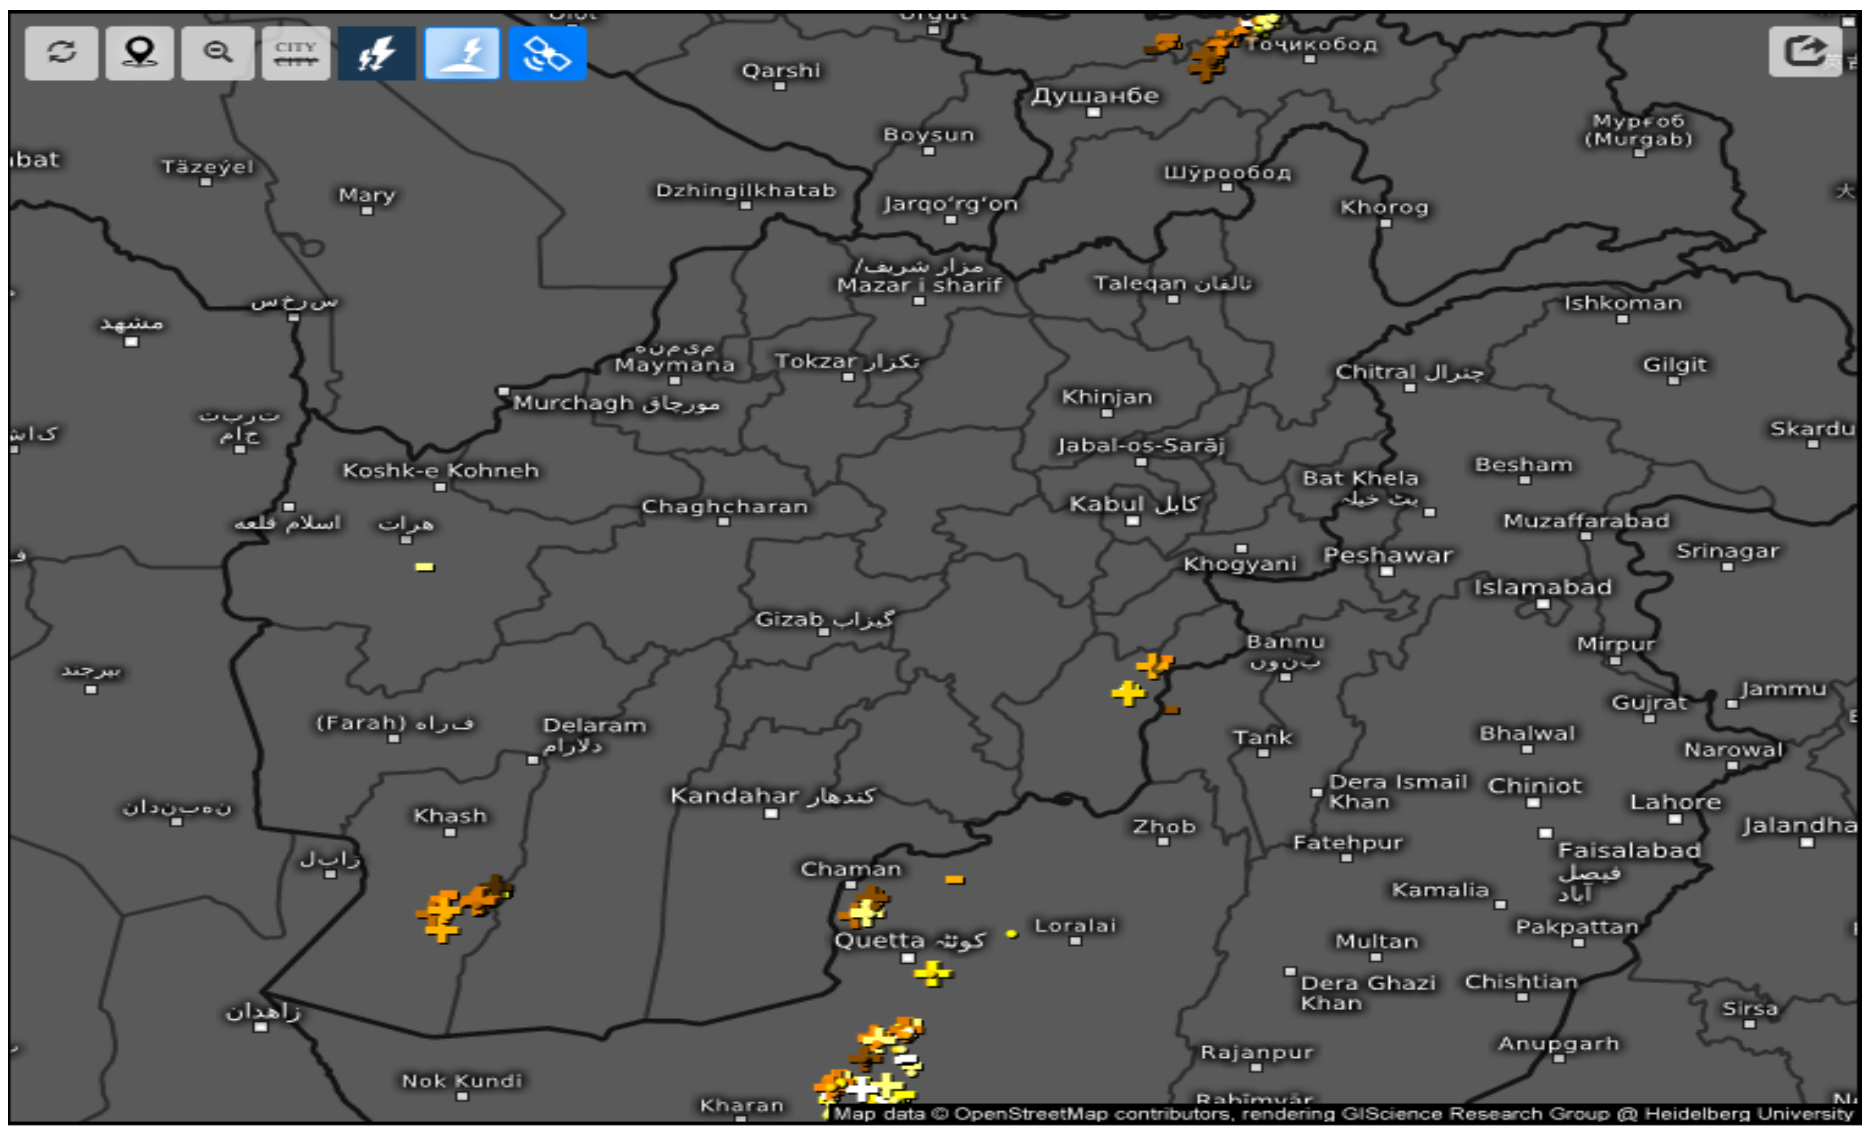 CITY
CITY
Qarshi
Тоҷикобод
Душанбе
Boysun
Мурғоб
(Murgab)
Täzeýel
Mary
Dzhingilkhatab
Шӯрообод
Jarqo‘rg‘on
Khorog
大
مزار شریف/
Mazar i sharif
Taleqan تالقان
Ishkoman
سرخس
مشهد
میمنه
Maymana
Tokzar تکزار
Chitral چترال
Gilgit
Murchagh مورچاق
Khinjan
تربت
جام
Skardu
Jabal-os-Sarāj
Koshk-e Kohneh
Besham
Bat Khela
بٹ خیلہ
Chaghcharan
Kabul کابل
اسلام قلعه
هرات
Muzaffarabad
Srinagar
Khogyani
Peshawar
Islamabad
Gizab گیزاب
Bannu
بنوں
Mirpur
بیرجند
Jammu
Gujrat
(Farah) فراه
Delaram
دلارام
Tank
Bhalwal
Narowal
Dera Ismail
Khan
Chiniot
Kandahar کندهار
Lahore
نهبندان
Khash
Zhob
Jalandha
Fatehpur
Faisalabad
فیصل
آباد
زابل
Chaman
Kamalia
Loralai
Pakpattan
Quetta کوئٹہ
Multan
Dera Ghazi
Khan
Chishtian
زاهدان
Sirsa
Rajanpur
Anupgarh
Nok Kundi
Kharan
Map data © OpenStreetMap contributors, rendering GIScience Research Group @ Heidelberg University